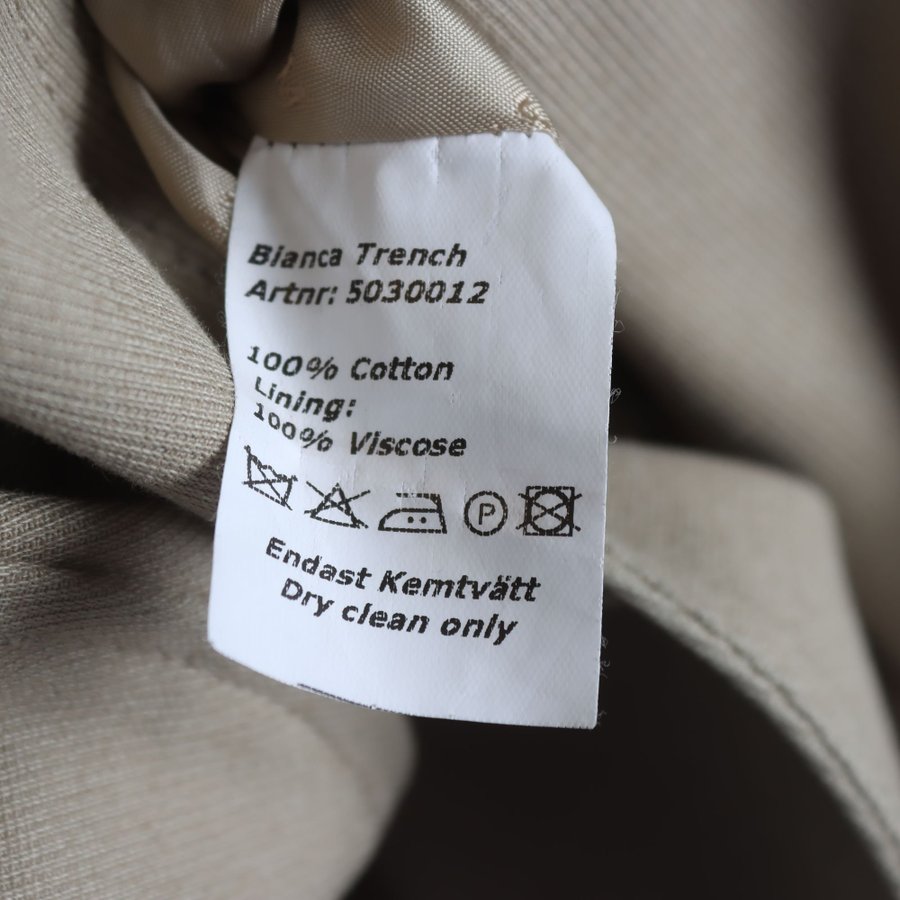 Bianca Trench
Artnr: 5030012
100% Cotton
Lining:
100% Viscose
P
Endast Kemtvätt
Dry clean only